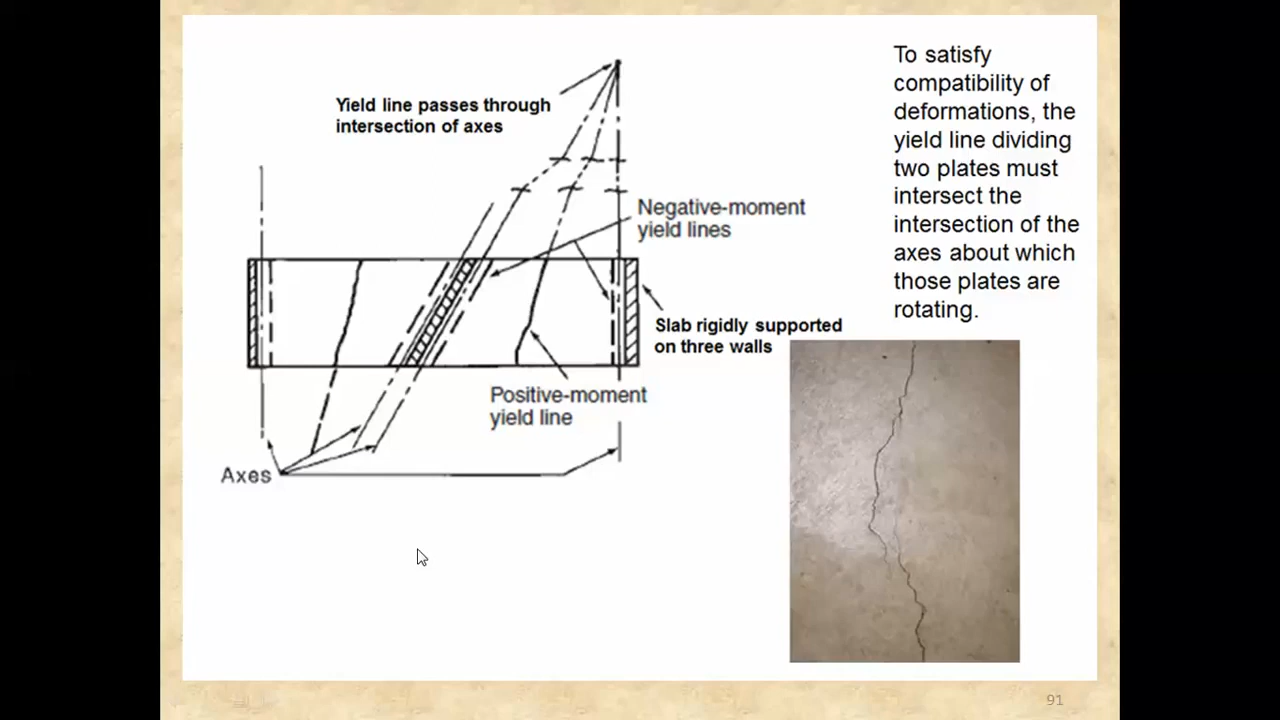 Yield line passes through
intersection of axes
To satisfy
compatibility of
deformations, the
yield line dividing
two plates must
intersect the
intersection of the
axes about which
those plates are
rotating.
Negative-moment
yield lines
Slab rigidly supported
on three walls
Positive-moment
yield line
Axes
91